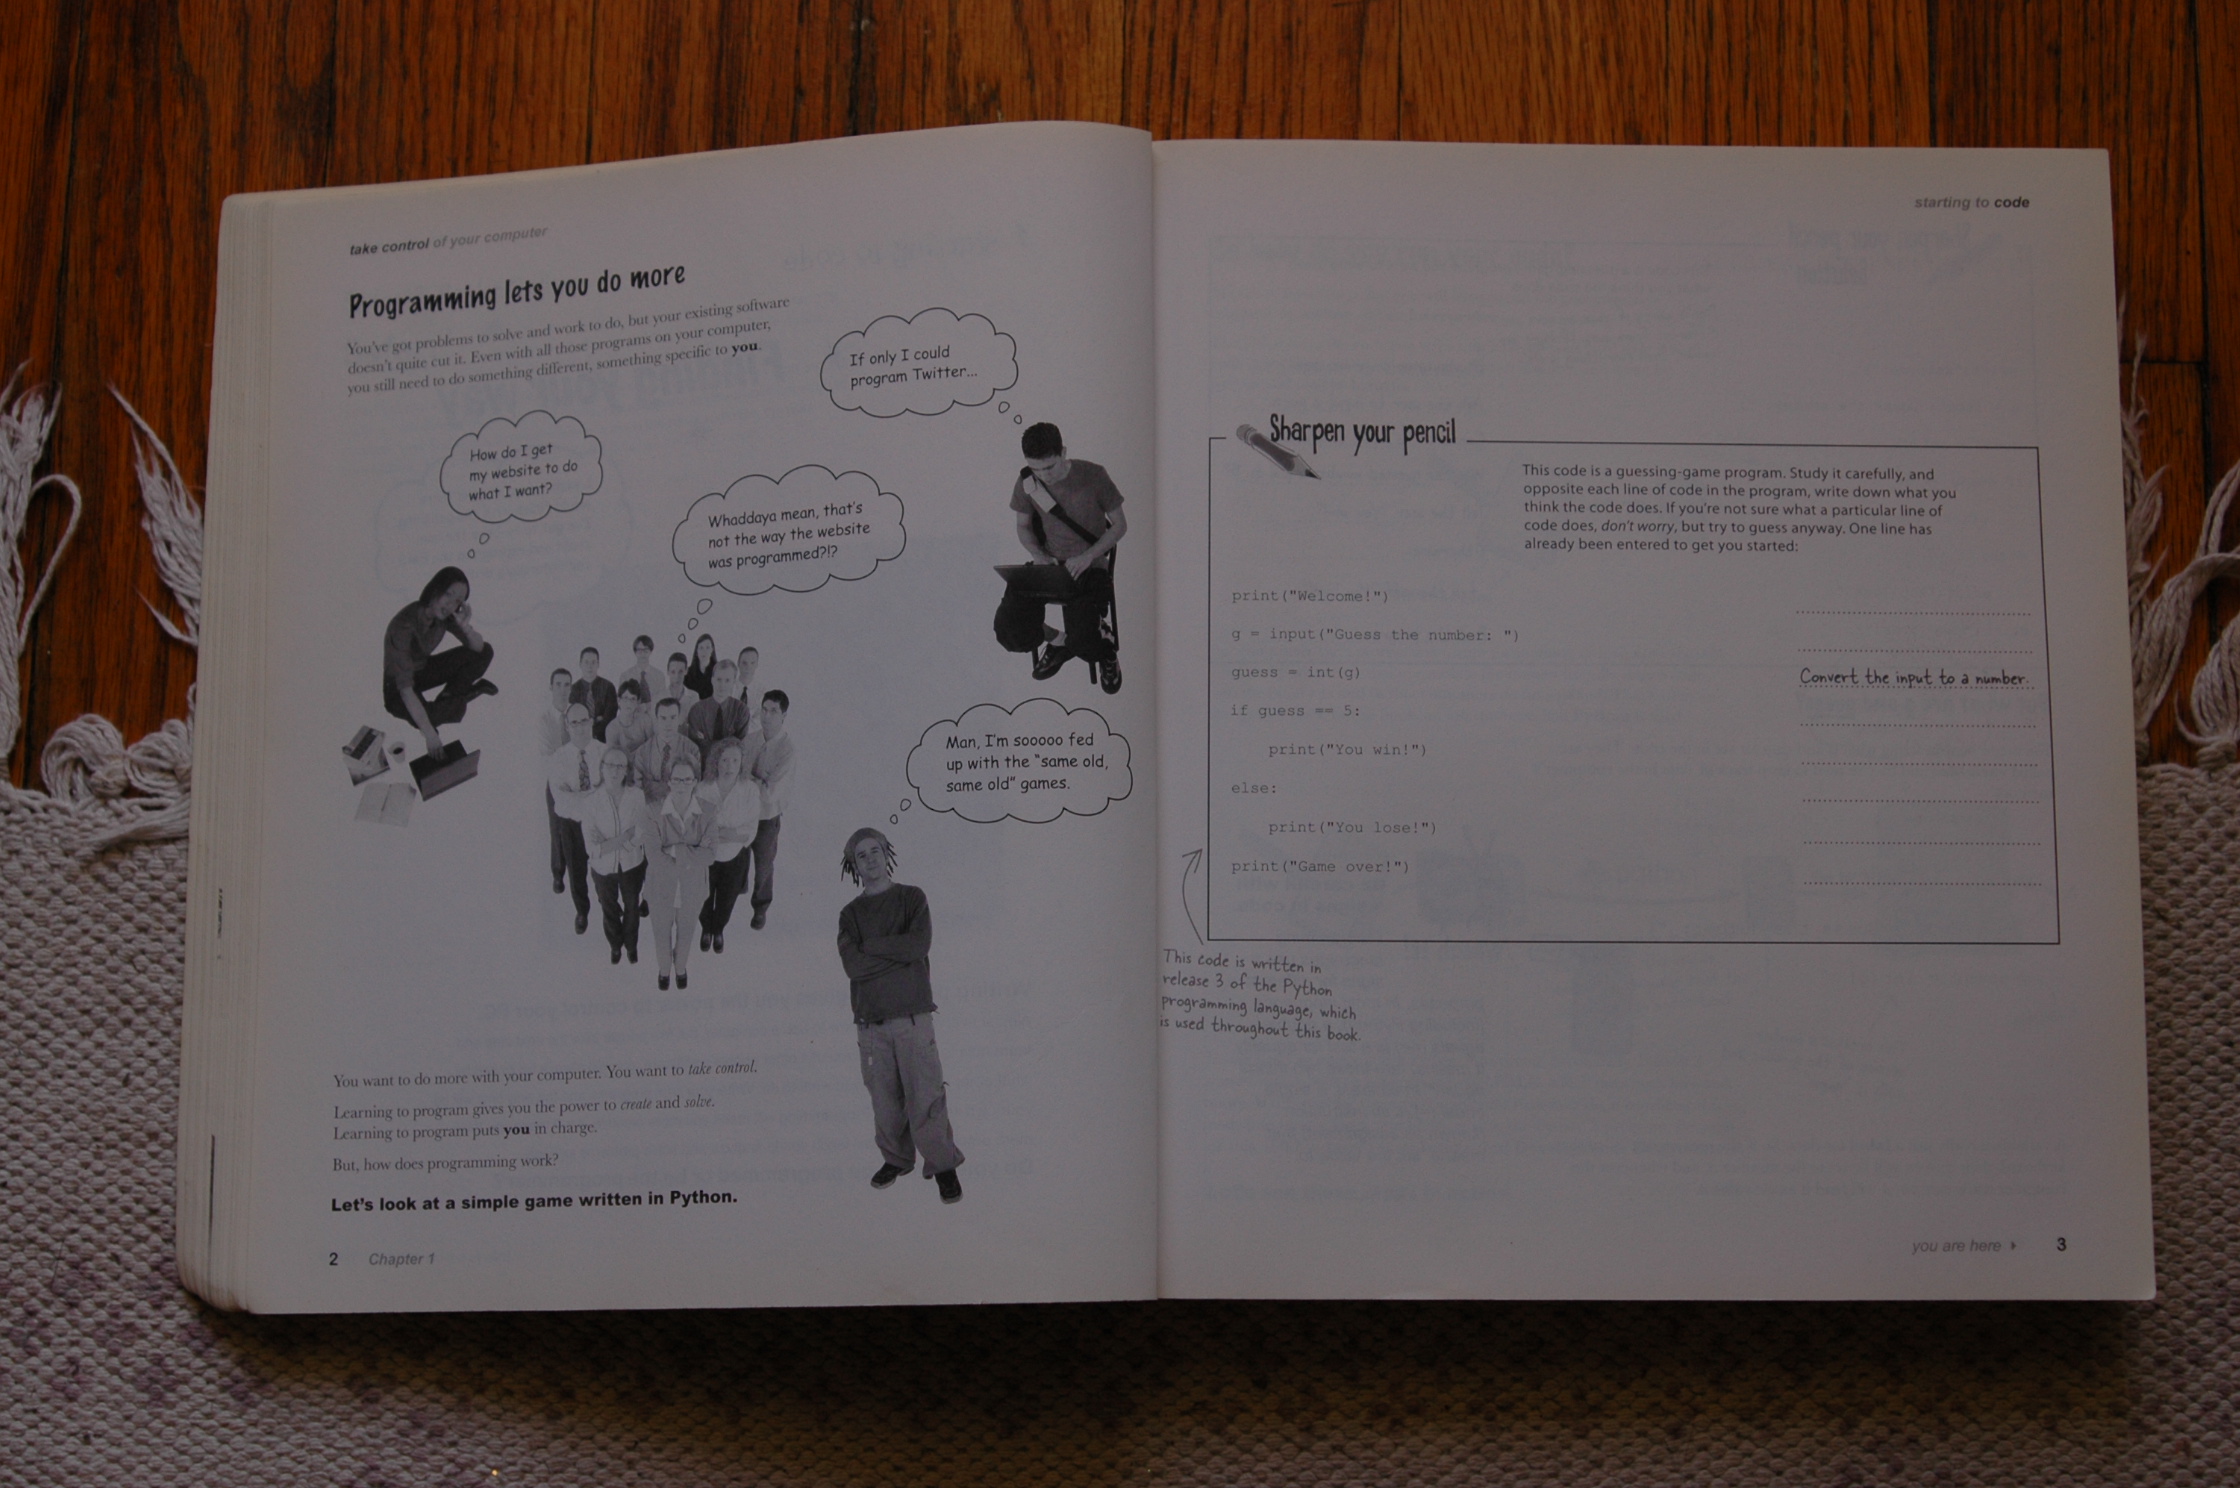 take control of your computer
Programming lets you do more
You've got problems to solve and work to do, but your existing software
doesn't quite cut it. Even with all those programs on your computer,
you still need to do something different, something specific to you.
If only I could
program Twitter...
How do I get
my website to do
what I want?
Whaddaya mean, that's
not the way the website
was programmed?!?
Man, I'm sooooo fed
up with the "same old,
same old" games.
You want to do more with your computer. You want to take control.
Learning to program gives you the power to create and solve.
Learning to program puts you in charge.
But, how does programming work?
Let's look at a simple game written in Python.
2 Chapter 1
starting to code
Sharpen your pencil
This code is a guessing-game program. Study it carefully, and
opposite each line of code in the program, write down what you
think the code does. If you're not sure what a particular line of
code does, don't worry, but try to guess anyway. One line has
already been entered to get you started:
print("Welcome!")
g = input("Guess the number: ")
guess = int(g) Convert the input to a number.
if guess == 5:
print("You win!")
else:
print("You lose!")
print("Game over!")
This code is written in
release 3 of the Python
programming language, which
is used throughout this book.
you are here ▸ 3